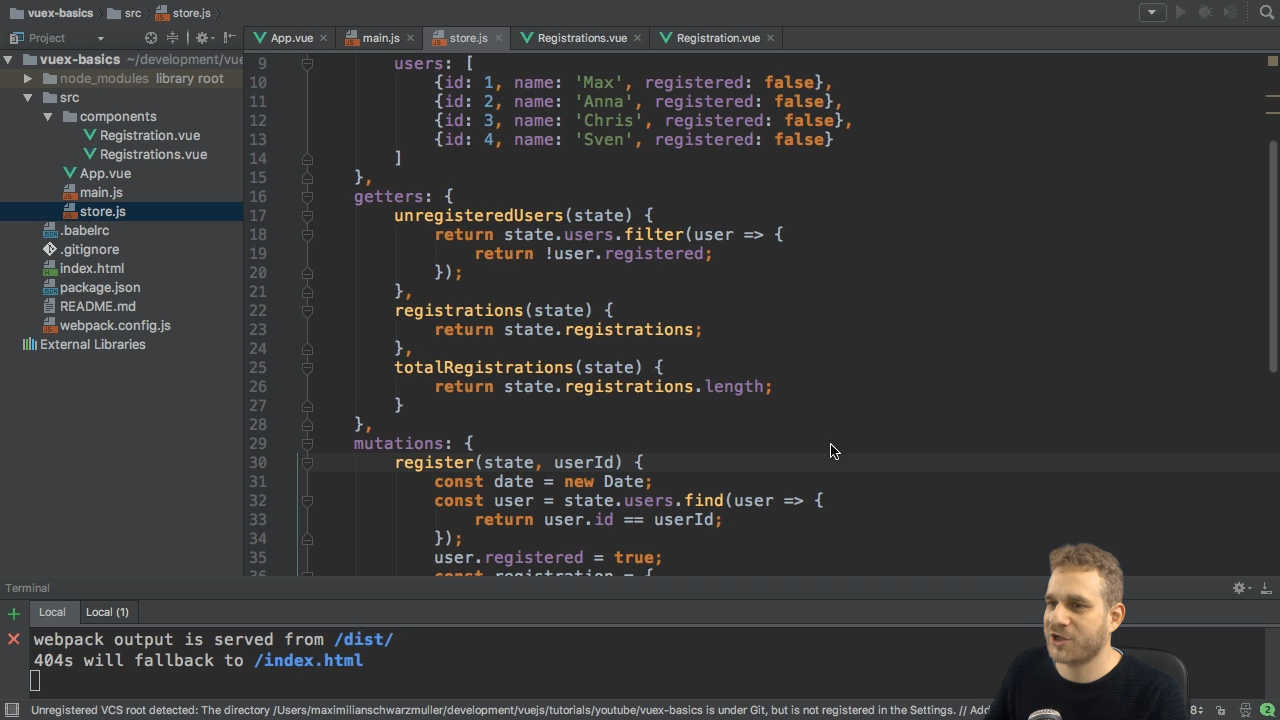 vuex-basics src store.js
Project App.vue main.js store.js Registrations.vue Registration.vue
vuex-basics ~/development/vue
node_modules library root
src
components
Registration.vue
Registrations.vue
App.vue
main.js
store.js
.babelrc
.gitignore
index.html
package.json
README.md
webpack.config.js
External Libraries
9 users: [
10 {id: 1, name: 'Max', registered: false},
11 {id: 2, name: 'Anna', registered: false},
12 {id: 3, name: 'Chris', registered: false},
13 {id: 4, name: 'Sven', registered: false}
14 ]
15 },
16 getters: {
17 unregisteredUsers(state) {
18 return state.users.filter(user => {
19 return !user.registered;
20 });
21 },
22 registrations(state) {
23 return state.registrations;
24 },
25 totalRegistrations(state) {
26 return state.registrations.length;
27 }
28 },
29 mutations: {
30 register(state, userId) {
31 const date = new Date;
32 const user = state.users.find(user => {
33 return user.id == userId;
34 });
35 user.registered = true;
36 const registration = {
Terminal
Local Local (1)
webpack output is served from /dist/
404s will fallback to /index.html
Unregistered VCS root detected: The directory /Users/maximilianschwarzmuller/development/vuejs/tutorials/youtube/vuex-basics is under Git, but is not registered in the Settings. // Add
2